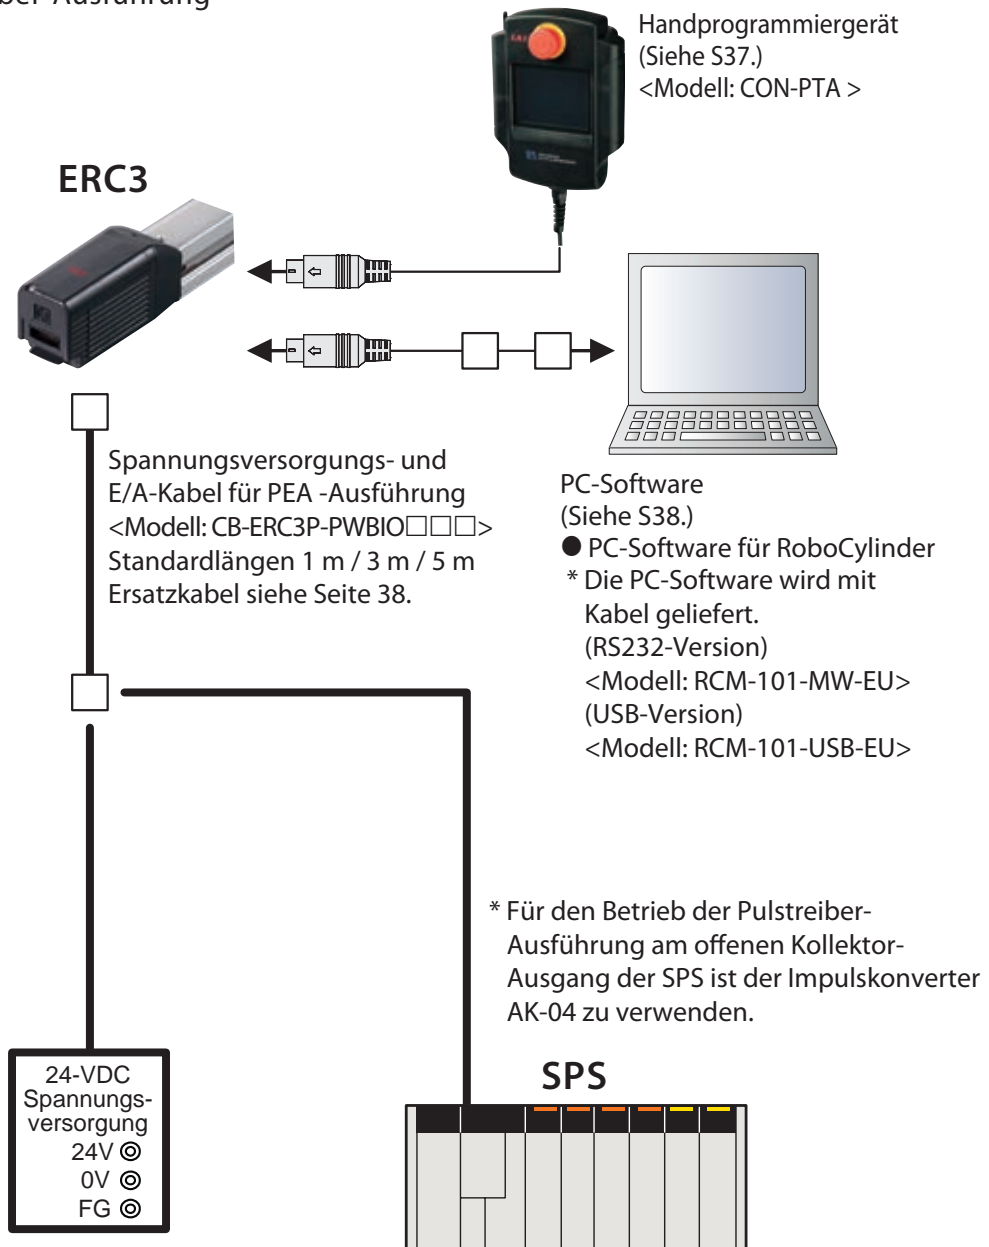 ber-Ausführung
Handprogrammiergerät
(Siehe S37.)
<Modell: CON-PTA >
ERC3
Spannungsversorgungs- und
E/A-Kabel für PEA -Ausführung
<Modell: CB-ERC3P-PWBIO□□□>
Standardlängen 1 m / 3 m / 5 m
Ersatzkabel siehe Seite 38.
PC-Software
(Siehe S38.)
● PC-Software für RoboCylinder
* Die PC-Software wird mit
Kabel geliefert.
(RS232-Version)
<Modell: RCM-101-MW-EU>
(USB-Version)
<Modell: RCM-101-USB-EU>
* Für den Betrieb der Pulstreiber-
Ausführung am offenen Kollektor-
Ausgang der SPS ist der Impulskonverter
AK-04 zu verwenden.
24-VDC
Spannungs-
versorgung
24V
0V
FG
SPS